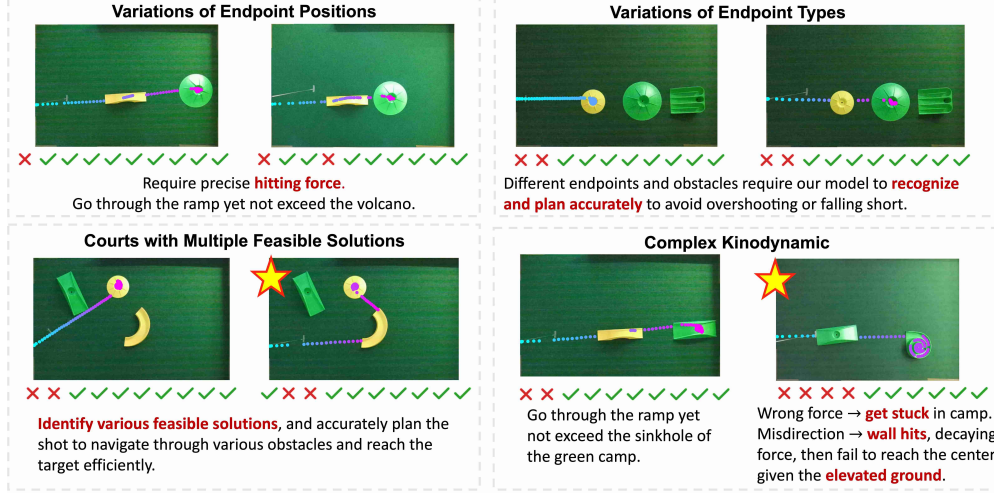 Variations of Endpoint Positions
✗ ✓ ✓ ✓ ✓ ✓ ✓ ✓ ✓ ✓
✗ ✓ ✓ ✗ ✓ ✓ ✓ ✓ ✓ ✓
Require precise hitting force.
Go through the ramp yet not exceed the volcano.
Variations of Endpoint Types
✗ ✗ ✓ ✓ ✓ ✓ ✓ ✓ ✓ ✓
✗ ✗ ✓ ✓ ✓ ✓ ✓ ✓ ✓ ✓
Different endpoints and obstacles require our model to recognize
and plan accurately to avoid overshooting or falling short.
Courts with Multiple Feasible Solutions
✗ ✗ ✓ ✓ ✓ ✓ ✓ ✓ ✓ ✓
✓ ✗ ✗ ✓ ✓ ✓ ✓ ✓ ✓ ✓
Identify various feasible solutions, and accurately plan the
shot to navigate through various obstacles and reach the
target efficiently.
Complex Kinodynamic
✗ ✗ ✓ ✓ ✓ ✓ ✓ ✓ ✓ ✓
✗ ✗ ✗ ✗ ✓ ✓ ✓ ✓ ✓ ✓
Go through the ramp yet
not exceed the sinkhole of
the green camp.
Wrong force → get stuck in camp.
Misdirection → wall hits, decaying
force, then fail to reach the center
given the elevated ground.